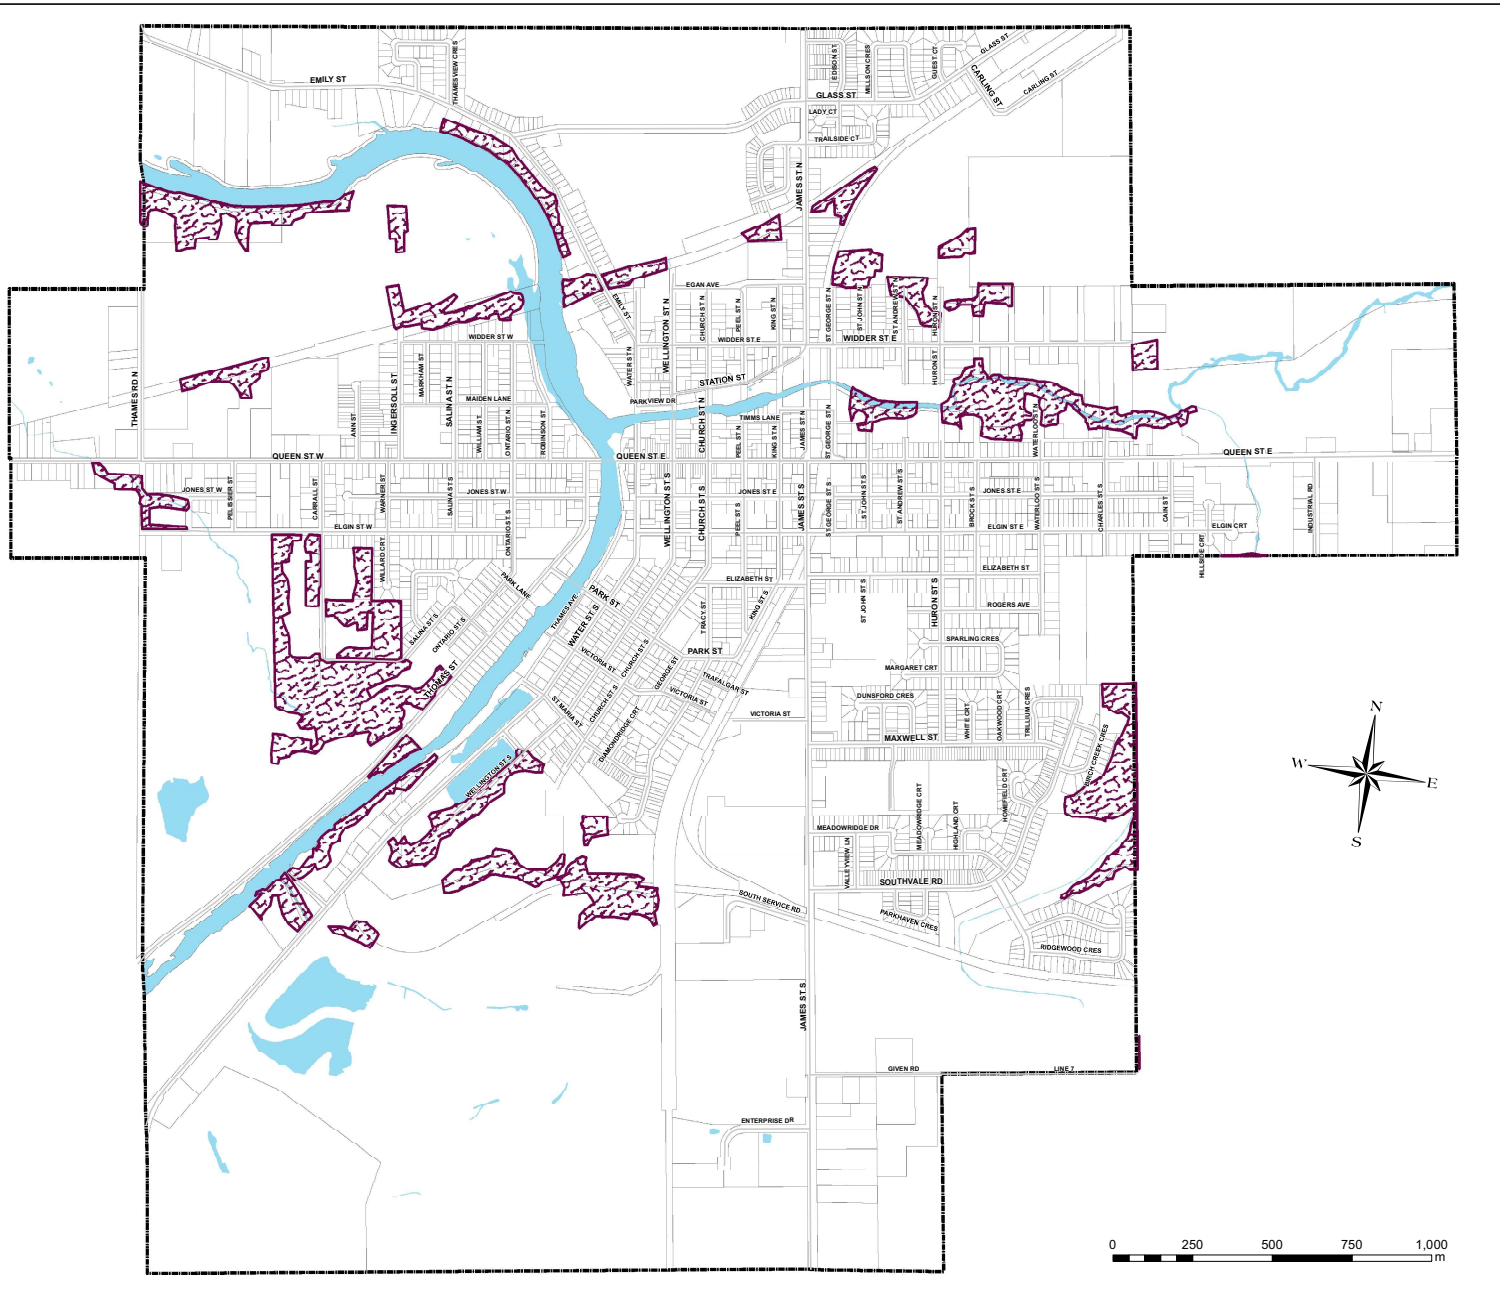 EMILY ST
THAMESVIEW CRES
EDISON ST
MILLSON CRES
GUEST CT
GLASS ST
CARLING ST
CARLING ST
GLASS ST
LADY CT
TRAILSIDE CT
JAMES ST N
EGAN AVE
EMILY ST
WELLINGTON ST N
CHURCH ST N
PEEL ST N
KING ST N
ST GEORGE ST N
ST JOHN ST N
ST ANDREW ST N
HURON ST N
WIDDER ST W
WIDDER ST E
WIDDER ST E
WATER ST N
STATION ST
HURON ST
THAMES RD N
MARKHAM ST
INGERSOLL ST
SALINA ST N
MAIDEN LANE
PARKVIEW DR
TIMMS LANE
ANN ST
WILLIAM ST
ONTARIO ST N
ROBINSON ST
CHURCH ST N
PEEL ST N
KING ST N
JAMES ST N
ST GEORGE ST N
WATERLOO ST N
QUEEN ST W
QUEEN ST E
QUEEN ST E
JONES ST W
PELISSIER ST
CARRALL ST
WARNER ST
SALINA ST S
JONES ST W
WELLINGTON ST S
CHURCH ST S
JONES ST E
PEEL ST S
JAMES ST S
ST GEORGE ST S
ST JOHN ST S
ST ANDREW ST S
BROCK ST S
JONES ST E
WATERLOO ST S
CHARLES ST S
CAIN ST
INDUSTRIAL RD
ELGIN ST W
ONTARIO ST S
ELGIN ST E
ELGIN CRT
HILLSIDE CRT
WILLARD CRT
PARK LANE
THAMES AVE
PARK ST
WATER ST S
ELIZABETH ST
ELIZABETH ST
TRACY ST
KING ST S
ST JOHN ST S
HURON ST S
ROGERS AVE
SALINA ST S
ONTARIO ST S
THOMAS ST
VICTORIA ST
CHURCH ST S
GEORGE ST
PARK ST
TRAFALGAR ST
VICTORIA ST
SPARLING CRES
MARGARET CRT
DUNSFORD CRES
ST MARIA ST
CHURCH ST S
DIAMONDRIDGE CRT
VICTORIA ST
MAXWELL ST
WHITE CRT
OAKWOOD CRT
TRILLIUM CRES
BIRCH CREEK CRES
WELLINGTON ST S
MEADOWRIDGE DR
MEADOWRIDGE CRT
HIGHLAND CRT
HOMEFIELD CRT
VALLEYVIEW LN
SOUTHVALE RD
SOUTH SERVICE RD
PARKHAVEN CRES
RIDGEWOOD CRES
JAMES ST S
GIVEN RD
LINE 7
ENTERPRISE DR
N
W
E
S
0 250 500 750 1,000
m